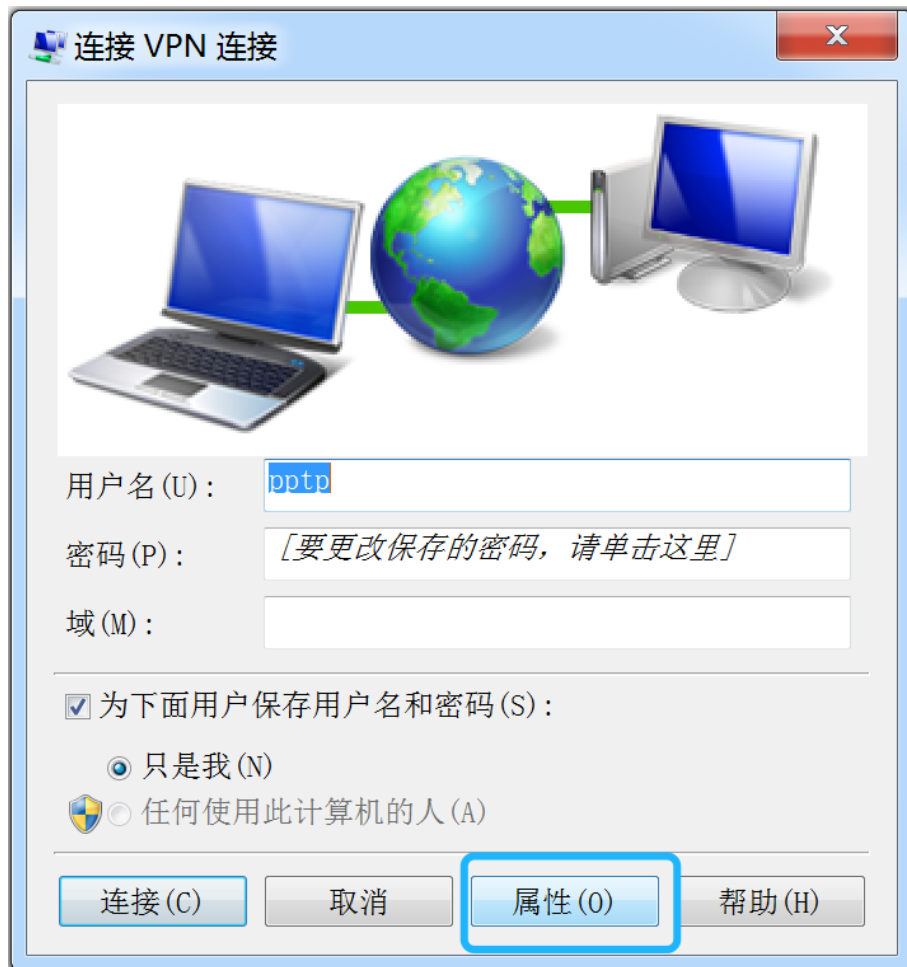 连接 VPN 连接
用户名(U):
pptp
密码(P):
[要更改保存的密码，请单击这里]
域(M):
为下面用户保存用户名和密码(S):
只是我(N)
任何使用此计算机的人(A)
连接(C)
取消
属性(O)
帮助(H)